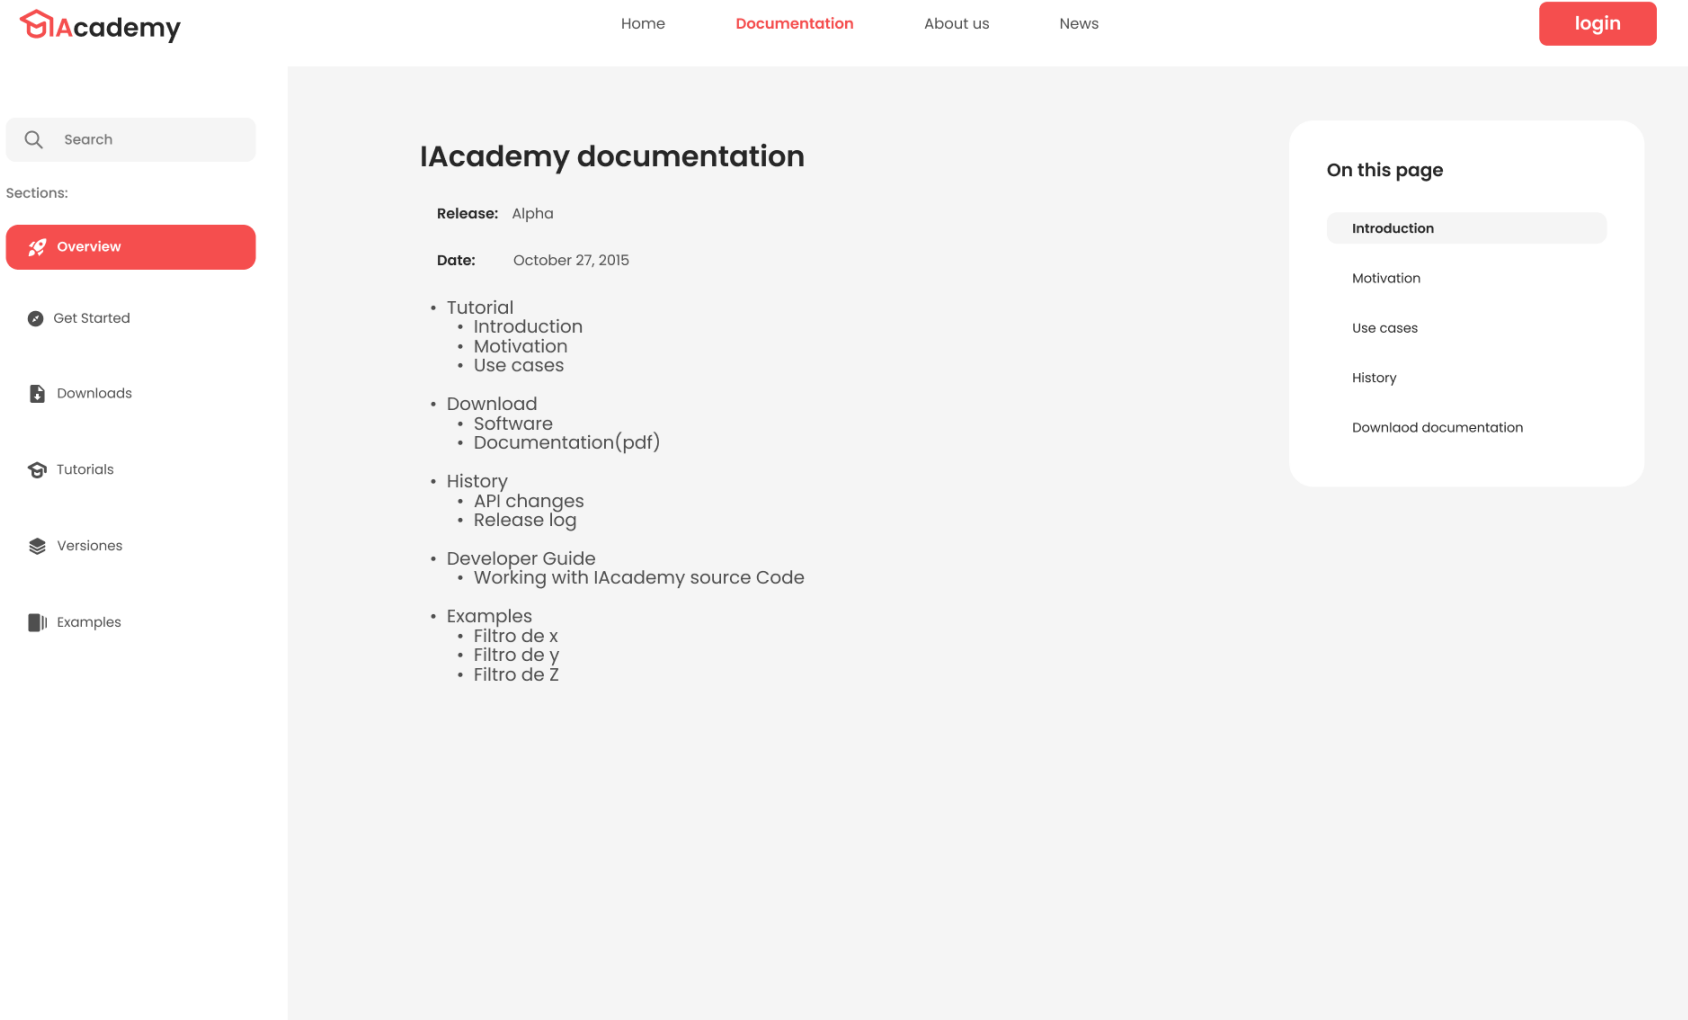 IAcademy
Home Documentation About us News
login
Search
Sections:
Overview
Get Started
Downloads
Tutorials
Versiones
Examples
IAcademy documentation
Release: Alpha
Date: October 27, 2015
• Tutorial
• Introduction
• Motivation
• Use cases
• Download
• Software
• Documentation(pdf)
• History
• API changes
• Release log
• Developer Guide
• Working with IAcademy source Code
• Examples
• Filtro de x
• Filtro de y
• Filtro de Z
On this page
Introduction
Motivation
Use cases
History
Downlaod documentation